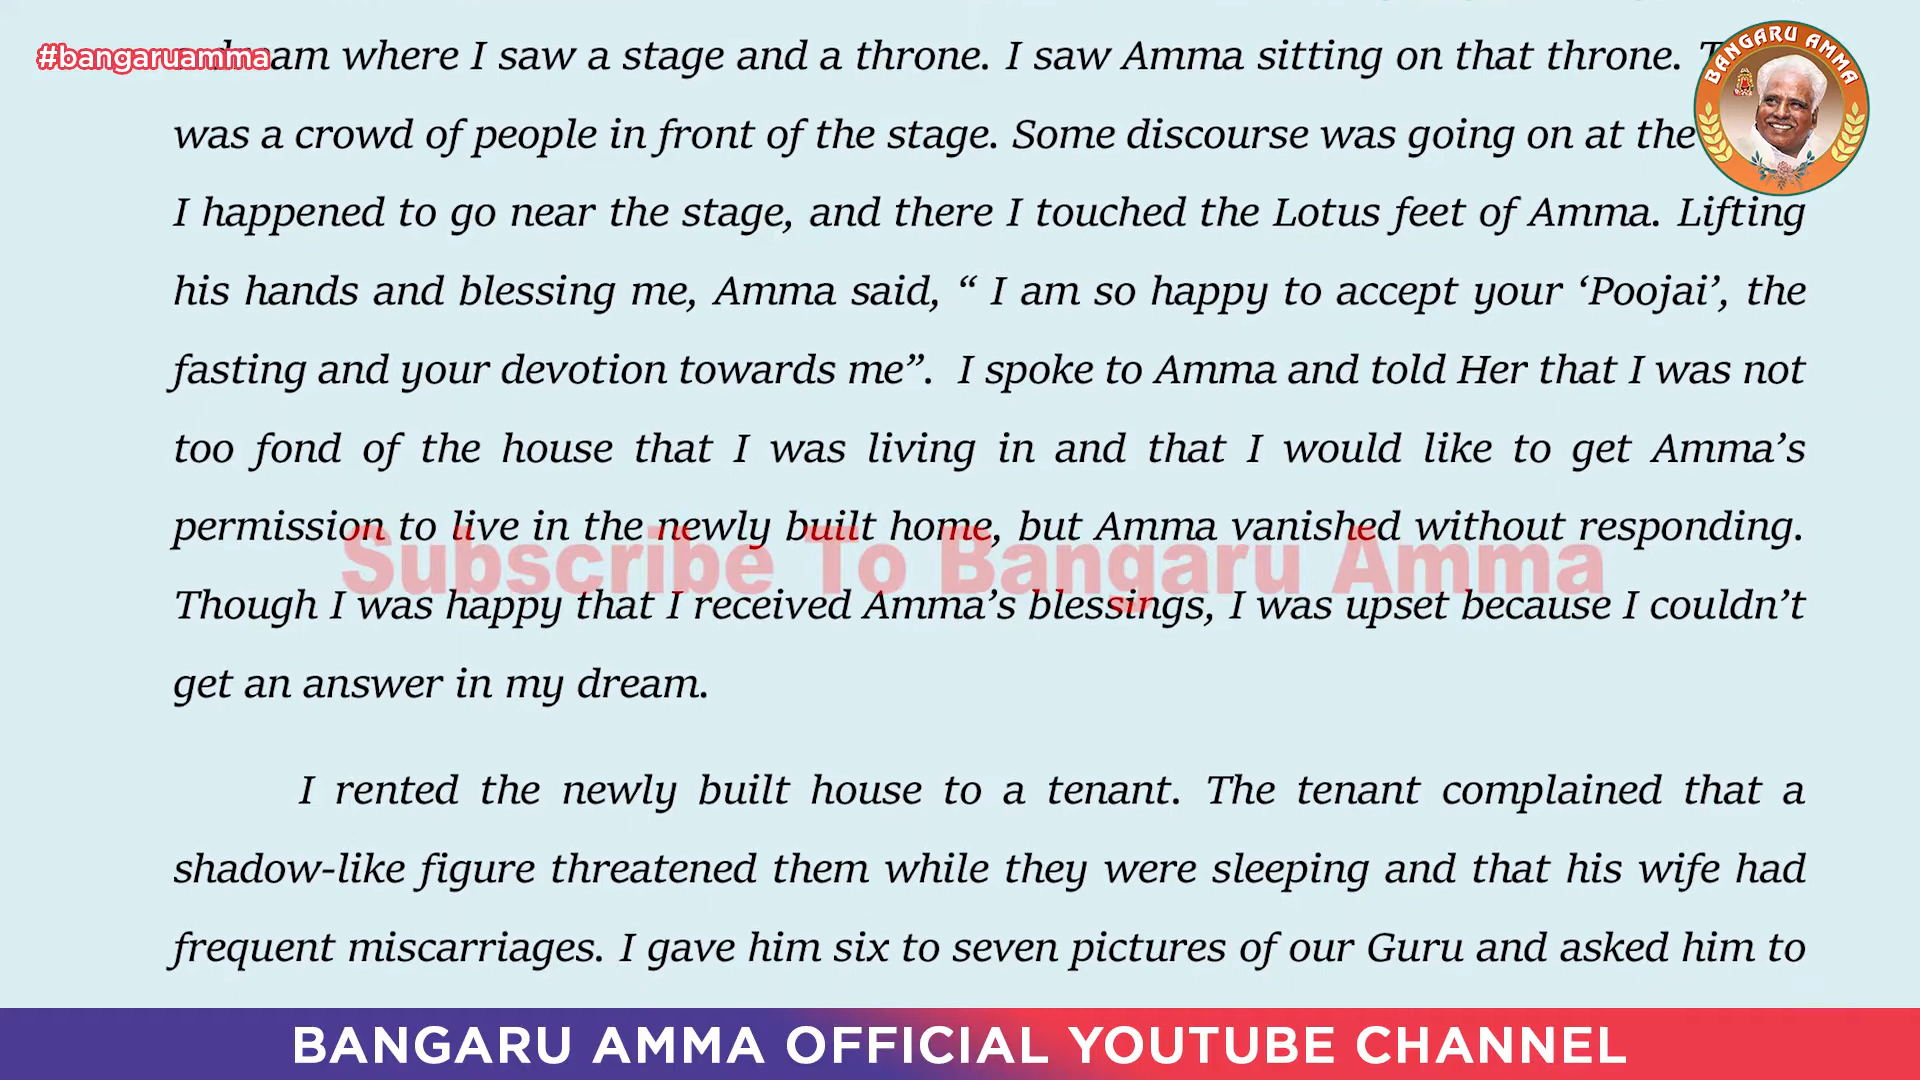 #bangaruamma
dream where I saw a stage and a throne. I saw Amma sitting on that throne.
BANGARU AMMA
was a crowd of people in front of the stage. Some discourse was going on at the
I happened to go near the stage, and there I touched the Lotus feet of Amma. Lifting
his hands and blessing me, Amma said, “ I am so happy to accept your ‘Poojai’, the
fasting and your devotion towards me”. I spoke to Amma and told Her that I was not
too fond of the house that I was living in and that I would like to get Amma’s
permission to live in the newly built home, but Amma vanished without responding.
Subscribe To Bangaru Amma
Though I was happy that I received Amma’s blessings, I was upset because I couldn’t
get an answer in my dream.
I rented the newly built house to a tenant. The tenant complained that a
shadow-like figure threatened them while they were sleeping and that his wife had
frequent miscarriages. I gave him six to seven pictures of our Guru and asked him to
BANGARU AMMA OFFICIAL YOUTUBE CHANNEL